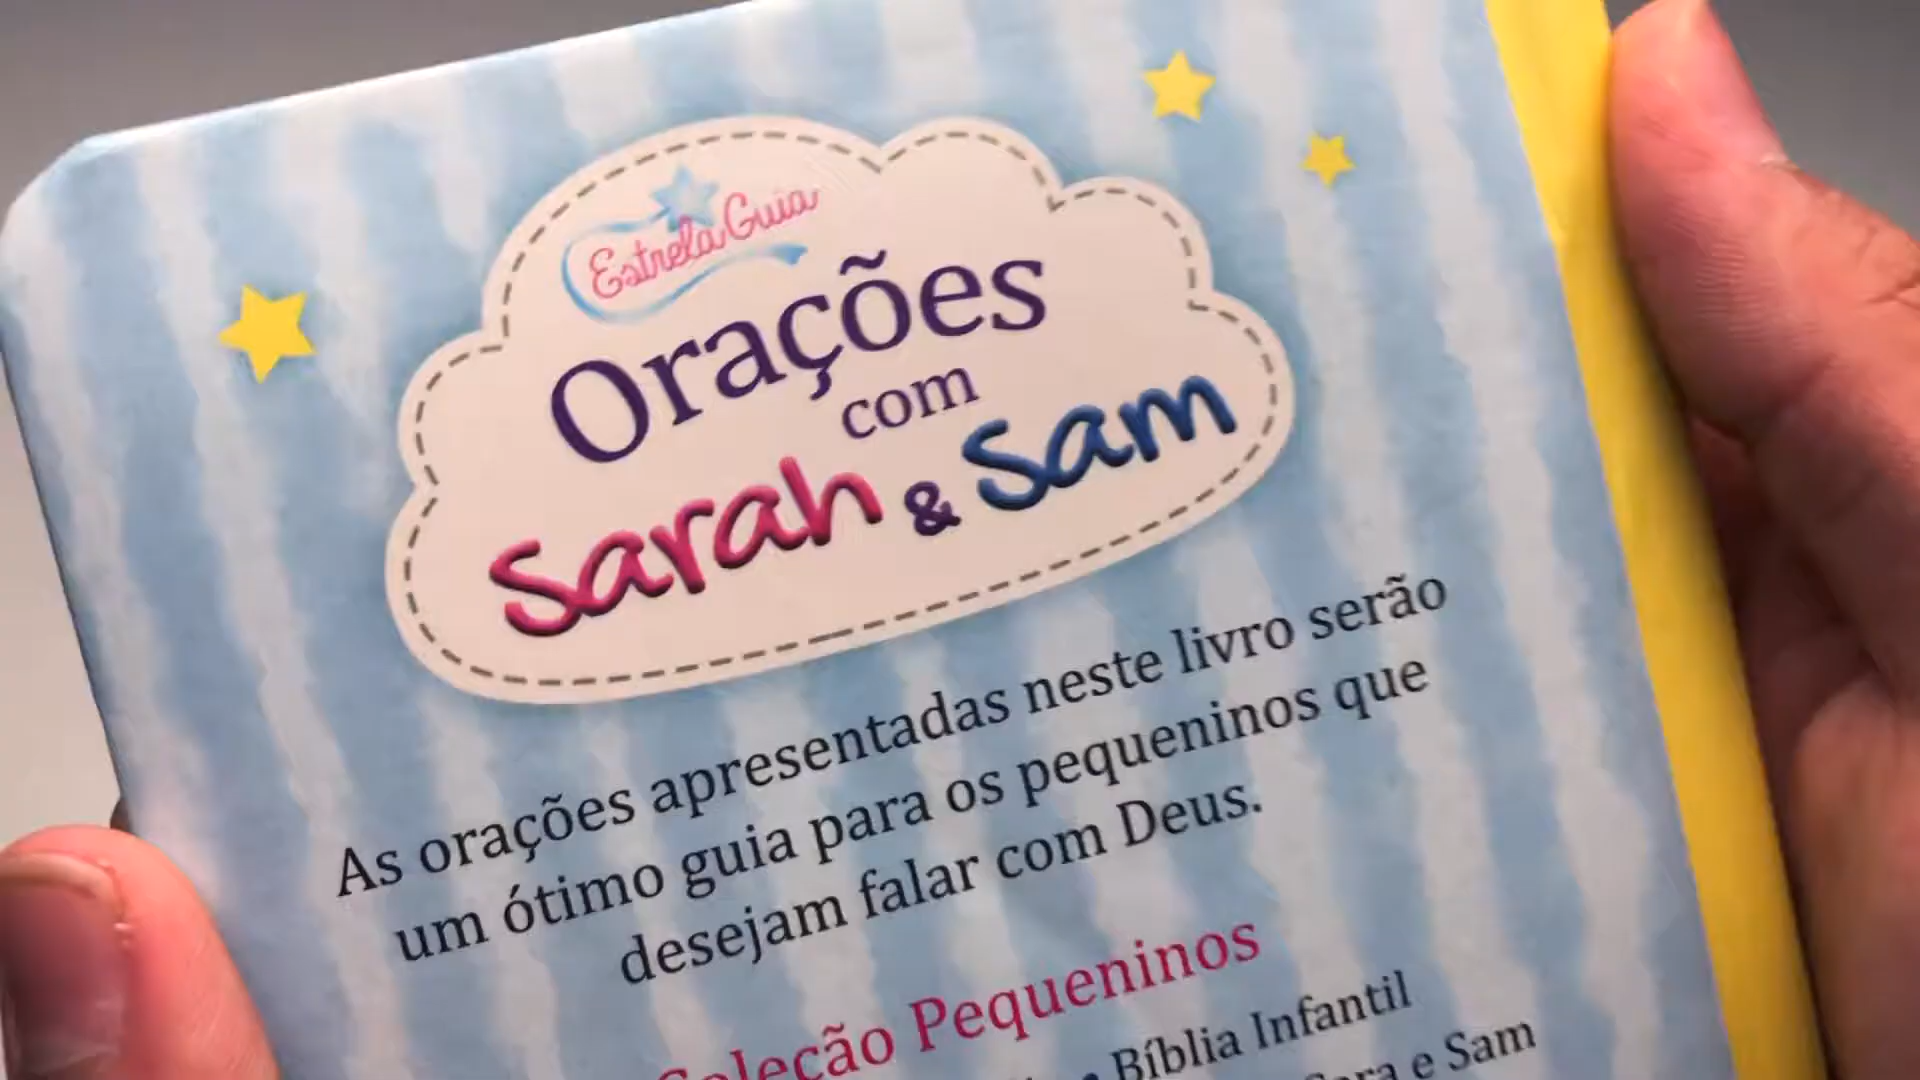 Estrela Guia
Orações
com
Sarah & Sam
As orações apresentadas neste livro serão
um ótimo guia para os pequeninos que
desejam falar com Deus.
Coleção Pequeninos
• Bíblia Infantil
e Sam